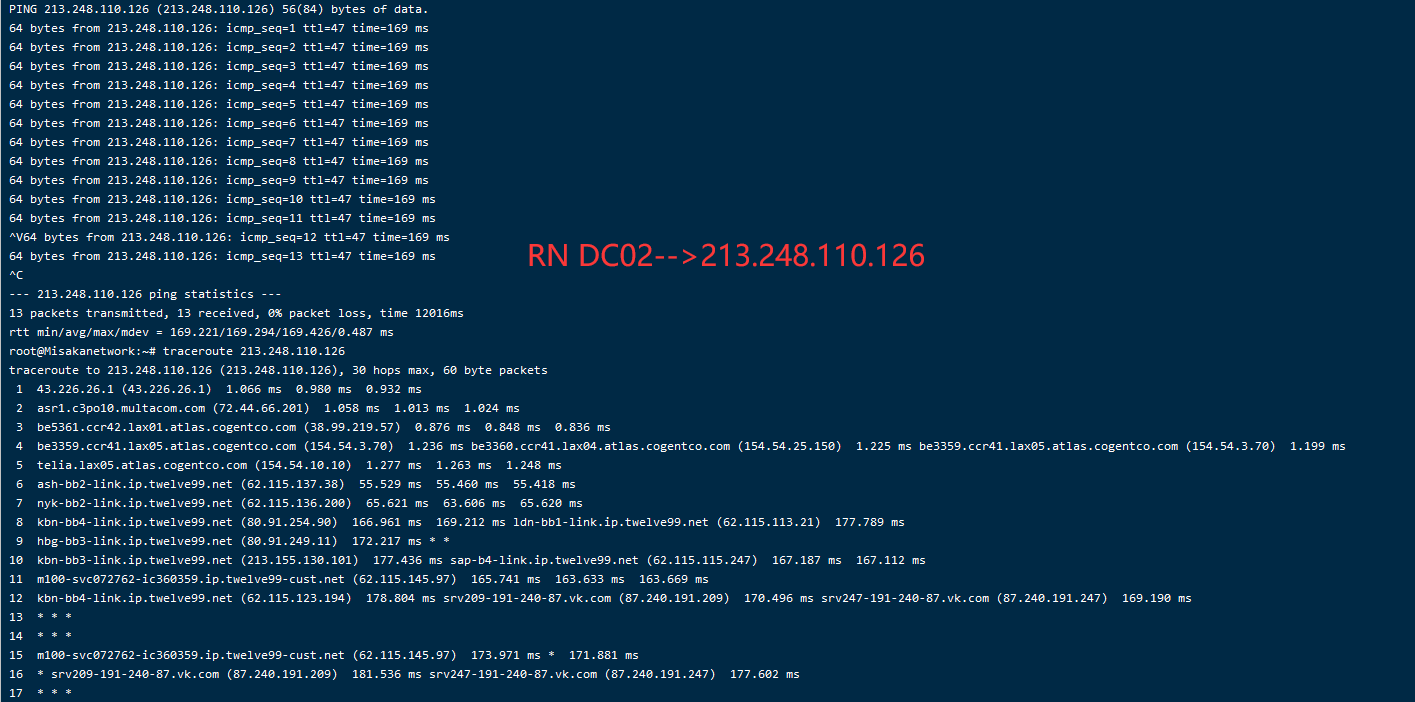 PING 213.248.110.126 (213.248.110.126) 56(84) bytes of data.
64 bytes from 213.248.110.126: icmp_seq=1 ttl=47 time=169 ms
64 bytes from 213.248.110.126: icmp_seq=2 ttl=47 time=169 ms
64 bytes from 213.248.110.126: icmp_seq=3 ttl=47 time=169 ms
64 bytes from 213.248.110.126: icmp_seq=4 ttl=47 time=169 ms
64 bytes from 213.248.110.126: icmp_seq=5 ttl=47 time=169 ms
64 bytes from 213.248.110.126: icmp_seq=6 ttl=47 time=169 ms
64 bytes from 213.248.110.126: icmp_seq=7 ttl=47 time=169 ms
64 bytes from 213.248.110.126: icmp_seq=8 ttl=47 time=169 ms
64 bytes from 213.248.110.126: icmp_seq=9 ttl=47 time=169 ms
64 bytes from 213.248.110.126: icmp_seq=10 ttl=47 time=169 ms
64 bytes from 213.248.110.126: icmp_seq=11 ttl=47 time=169 ms
^V64 bytes from 213.248.110.126: icmp_seq=12 ttl=47 time=169 ms
64 bytes from 213.248.110.126: icmp_seq=13 ttl=47 time=169 ms
RN DC02-->213.248.110.126
^C
--- 213.248.110.126 ping statistics ---
13 packets transmitted, 13 received, 0% packet loss, time 12016ms
rtt min/avg/max/mdev = 169.221/169.294/169.426/0.487 ms
root@Misakanetwork:~# traceroute 213.248.110.126
traceroute to 213.248.110.126 (213.248.110.126), 30 hops max, 60 byte packets
1 43.226.26.1 (43.226.26.1) 1.066 ms 0.980 ms 0.932 ms
2 asr1.c3po10.multacom.com (72.44.66.201) 1.058 ms 1.013 ms 1.024 ms
3 be5361.ccr42.lax01.atlas.cogentco.com (38.99.219.57) 0.876 ms 0.848 ms 0.836 ms
4 be3359.ccr41.lax05.atlas.cogentco.com (154.54.3.70) 1.236 ms be3360.ccr41.lax04.atlas.cogentco.com (154.54.25.150) 1.225 ms be3359.ccr41.lax05.atlas.cogentco.com (154.54.3.70) 1.199 ms
5 telia.lax05.atlas.cogentco.com (154.54.10.10) 1.277 ms 1.263 ms 1.248 ms
6 ash-bb2-link.ip.twelve99.net (62.115.137.38) 55.529 ms 55.460 ms 55.418 ms
7 nyk-bb2-link.ip.twelve99.net (62.115.136.200) 65.621 ms 63.606 ms 65.620 ms
8 kbn-bb4-link.ip.twelve99.net (80.91.254.90) 166.961 ms 169.212 ms ldn-bb1-link.ip.twelve99.net (62.115.113.21) 177.789 ms
9 hbg-bb3-link.ip.twelve99.net (80.91.249.11) 172.217 ms * *
10 kbn-bb3-link.ip.twelve99.net (213.155.130.101) 177.436 ms sap-b4-link.ip.twelve99.net (62.115.115.247) 167.187 ms 167.112 ms
11 m100-svc072762-ic360359.ip.twelve99-cust.net (62.115.145.97) 165.741 ms 163.633 ms 163.669 ms
12 kbn-bb4-link.ip.twelve99.net (62.115.123.194) 178.804 ms srv209-191-240-87.vk.com (87.240.191.209) 170.496 ms srv247-191-240-87.vk.com (87.240.191.247) 169.190 ms
13 * * *
14 * * *
15 m100-svc072762-ic360359.ip.twelve99-cust.net (62.115.145.97) 173.971 ms * 171.881 ms
16 * srv209-191-240-87.vk.com (87.240.191.209) 181.536 ms srv247-191-240-87.vk.com (87.240.191.247) 177.602 ms
17 * * *